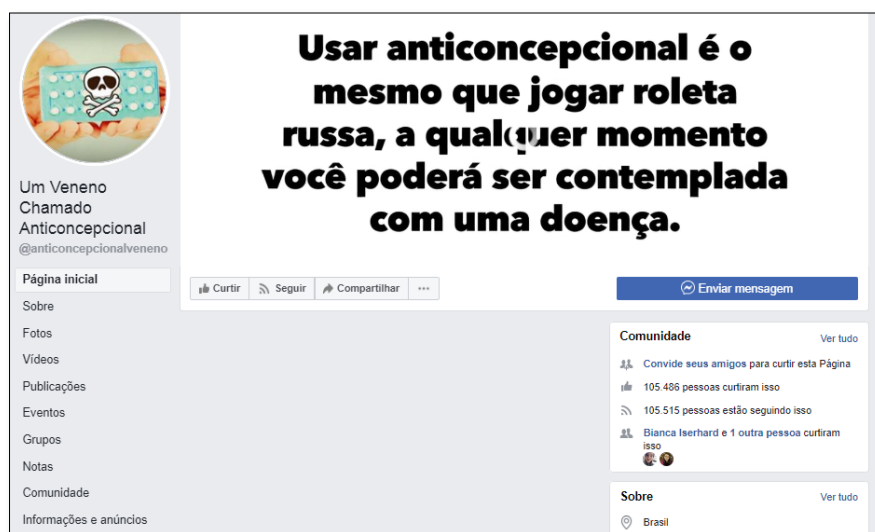 Usar anticoncepcional é o
mesmo que jogar roleta
russa, a qualquer momento
você poderá ser contemplada
com uma doença.
Um Veneno
Chamado
Anticoncepcional
@anticoncepcionalveneno
Página inicial
Sobre
Fotos
Vídeos
Publicações
Eventos
Grupos
Notas
Comunidade
Informações e anúncios
Curtir
Seguir
Compartilhar
Enviar mensagem
Comunidade
Ver tudo
Convide seus amigos para curtir esta Página
105.486 pessoas curtiram isso
105.515 pessoas estão seguindo isso
Bianca Iserhard e 1 outra pessoa curtiram
isso
Sobre
Ver tudo
Brasil